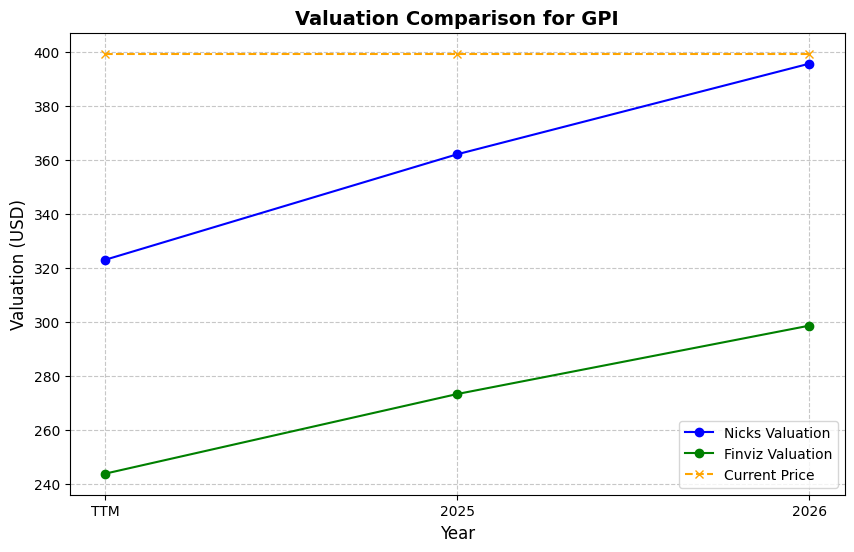 Valuation Comparison for GPI
Valuation (USD)
400
380
360
340
320
300
280
260
240
TTM
2025
2026
Year
Nicks Valuation
Finviz Valuation
Current Price